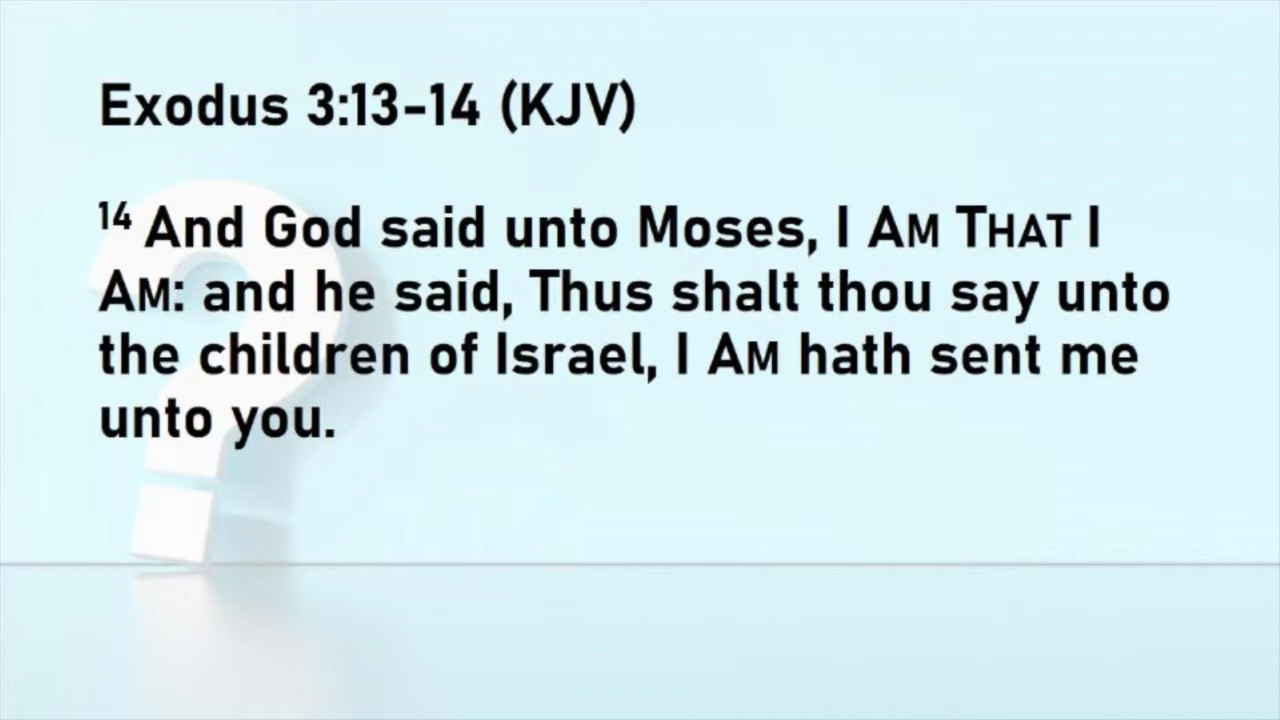 Exodus 3:13-14 (KJV)
14 And God said unto Moses, I AM THAT I
AM: and he said, Thus shalt thou say unto
the children of Israel, I AM hath sent me
unto you.